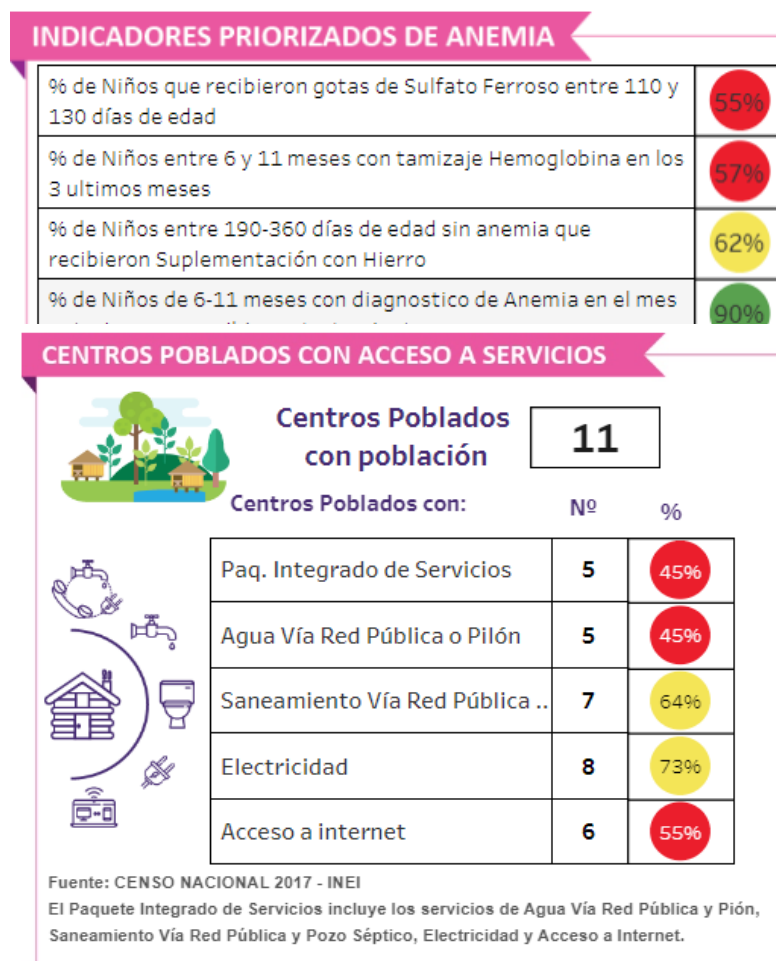 INDICADORES PRIORIZADOS DE ANEMIA
% de Niños que recibieron gotas de Sulfato Ferroso entre 110 y
130 días de edad
55%
% de Niños entre 6 y 11 meses con tamizaje Hemoglobina en los
3 ultimos meses
57%
% de Niños entre 190-360 días de edad sin anemia que
recibieron Suplementación con Hierro
62%
% de Niños de 6-11 meses con diagnostico de Anemia en el mes
90%
CENTROS POBLADOS CON ACCESO A SERVICIOS
Centros Poblados
con población
11
Centros Poblados con:
Nº
%
Paq. Integrado de Servicios 5 45%
Agua Vía Red Pública o Pilón 5 45%
Saneamiento Vía Red Pública .. 7 64%
Electricidad 8 73%
Acceso a internet 6 55%
Fuente: CENSO NACIONAL 2017 - INEI
El Paquete Integrado de Servicios incluye los servicios de Agua Vía Red Pública y Pión,
Saneamiento Vía Red Pública y Pozo Séptico, Electricidad y Acceso a Internet.